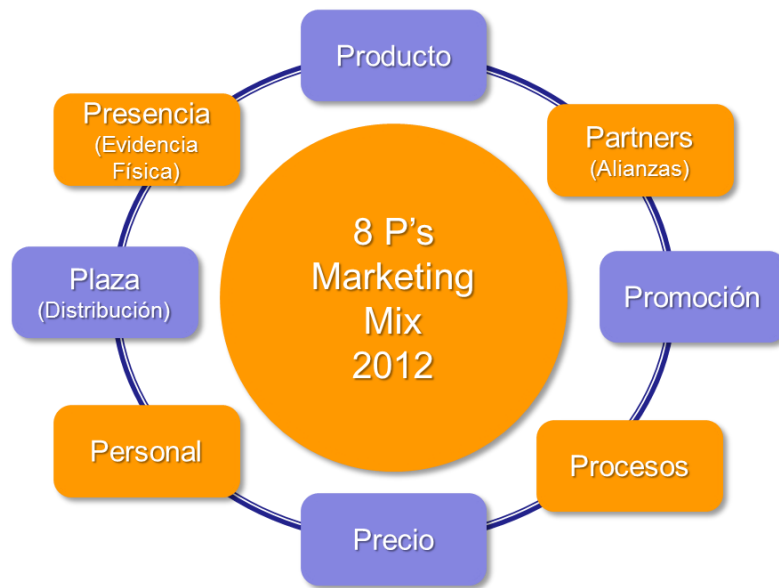 Producto
Presencia
(Evidencia
Física)
Partners
(Alianzas)
8 P’s
Marketing
Mix
2012
Plaza
(Distribución)
Promoción
Personal
Procesos
Precio